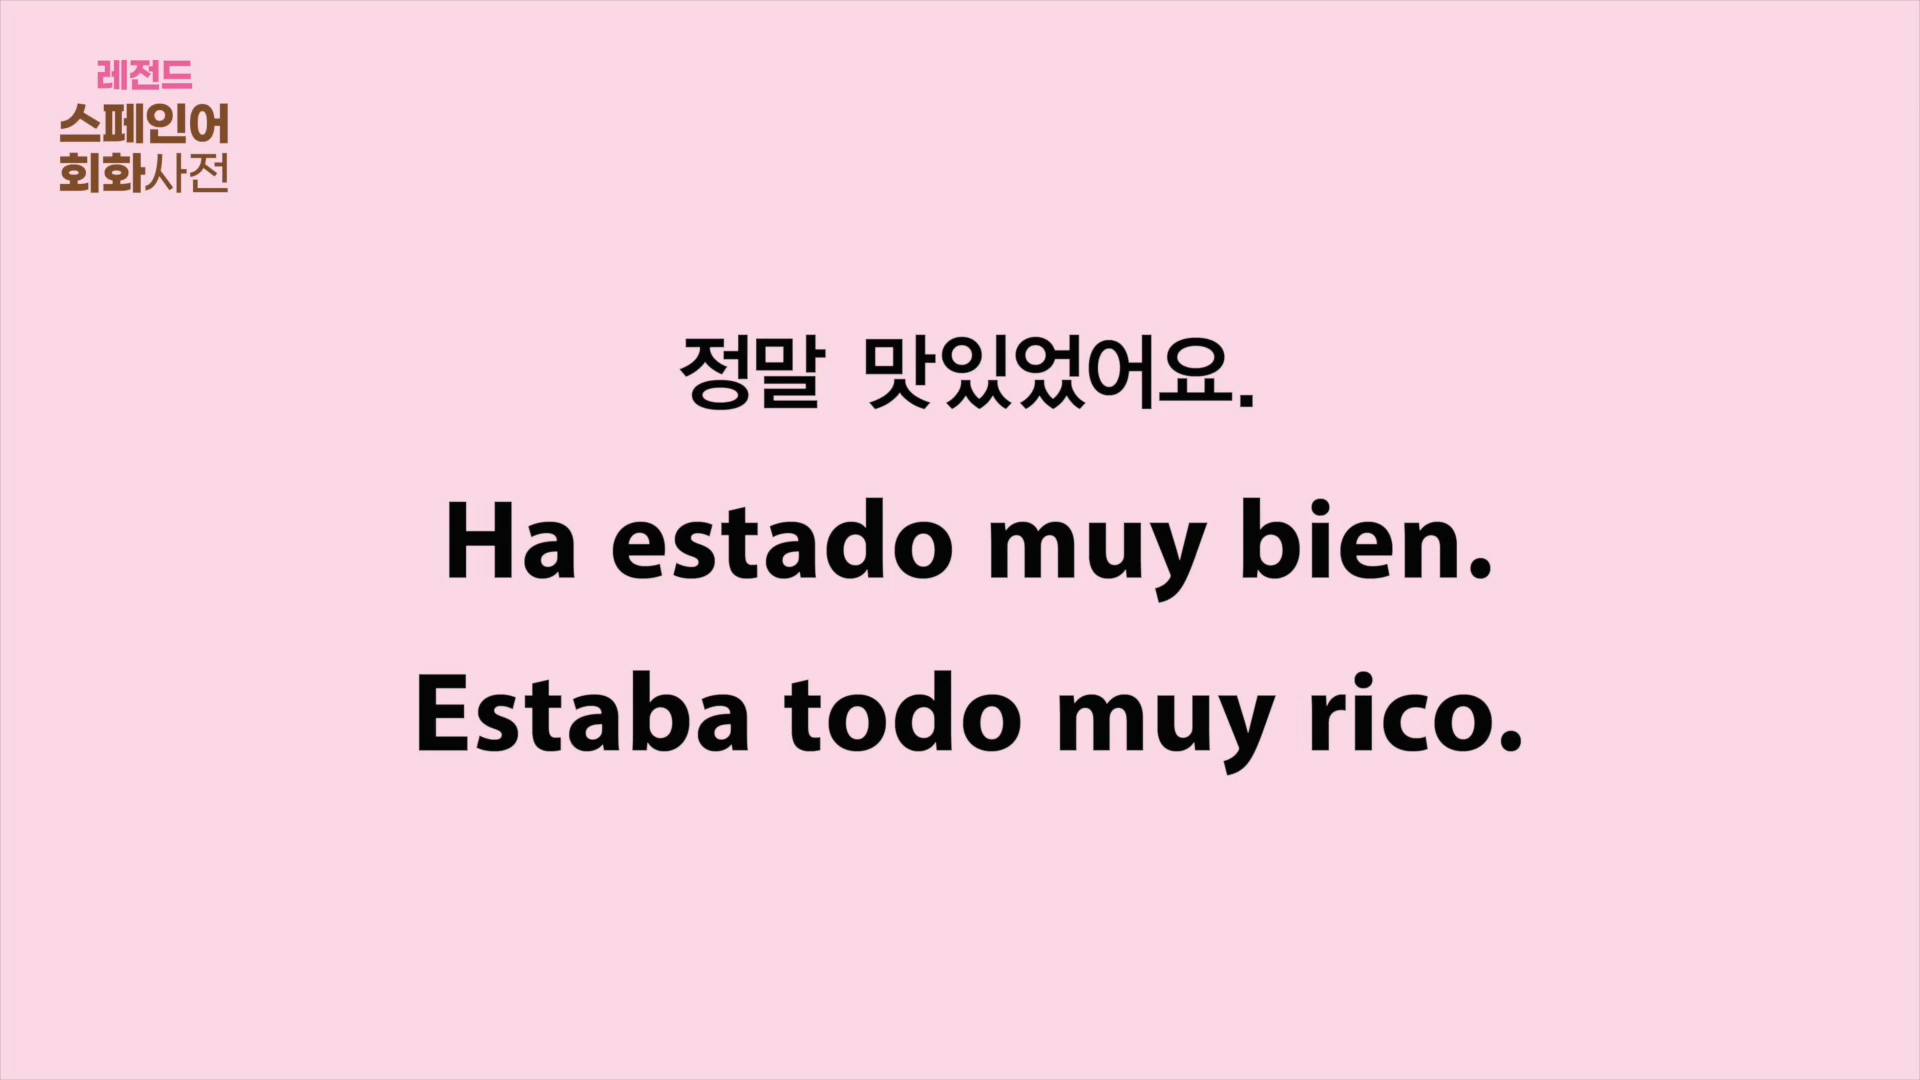 레전드
스페인어
회화사전
정말 맛있었어요.
Ha estado muy bien.
Estaba todo muy rico.